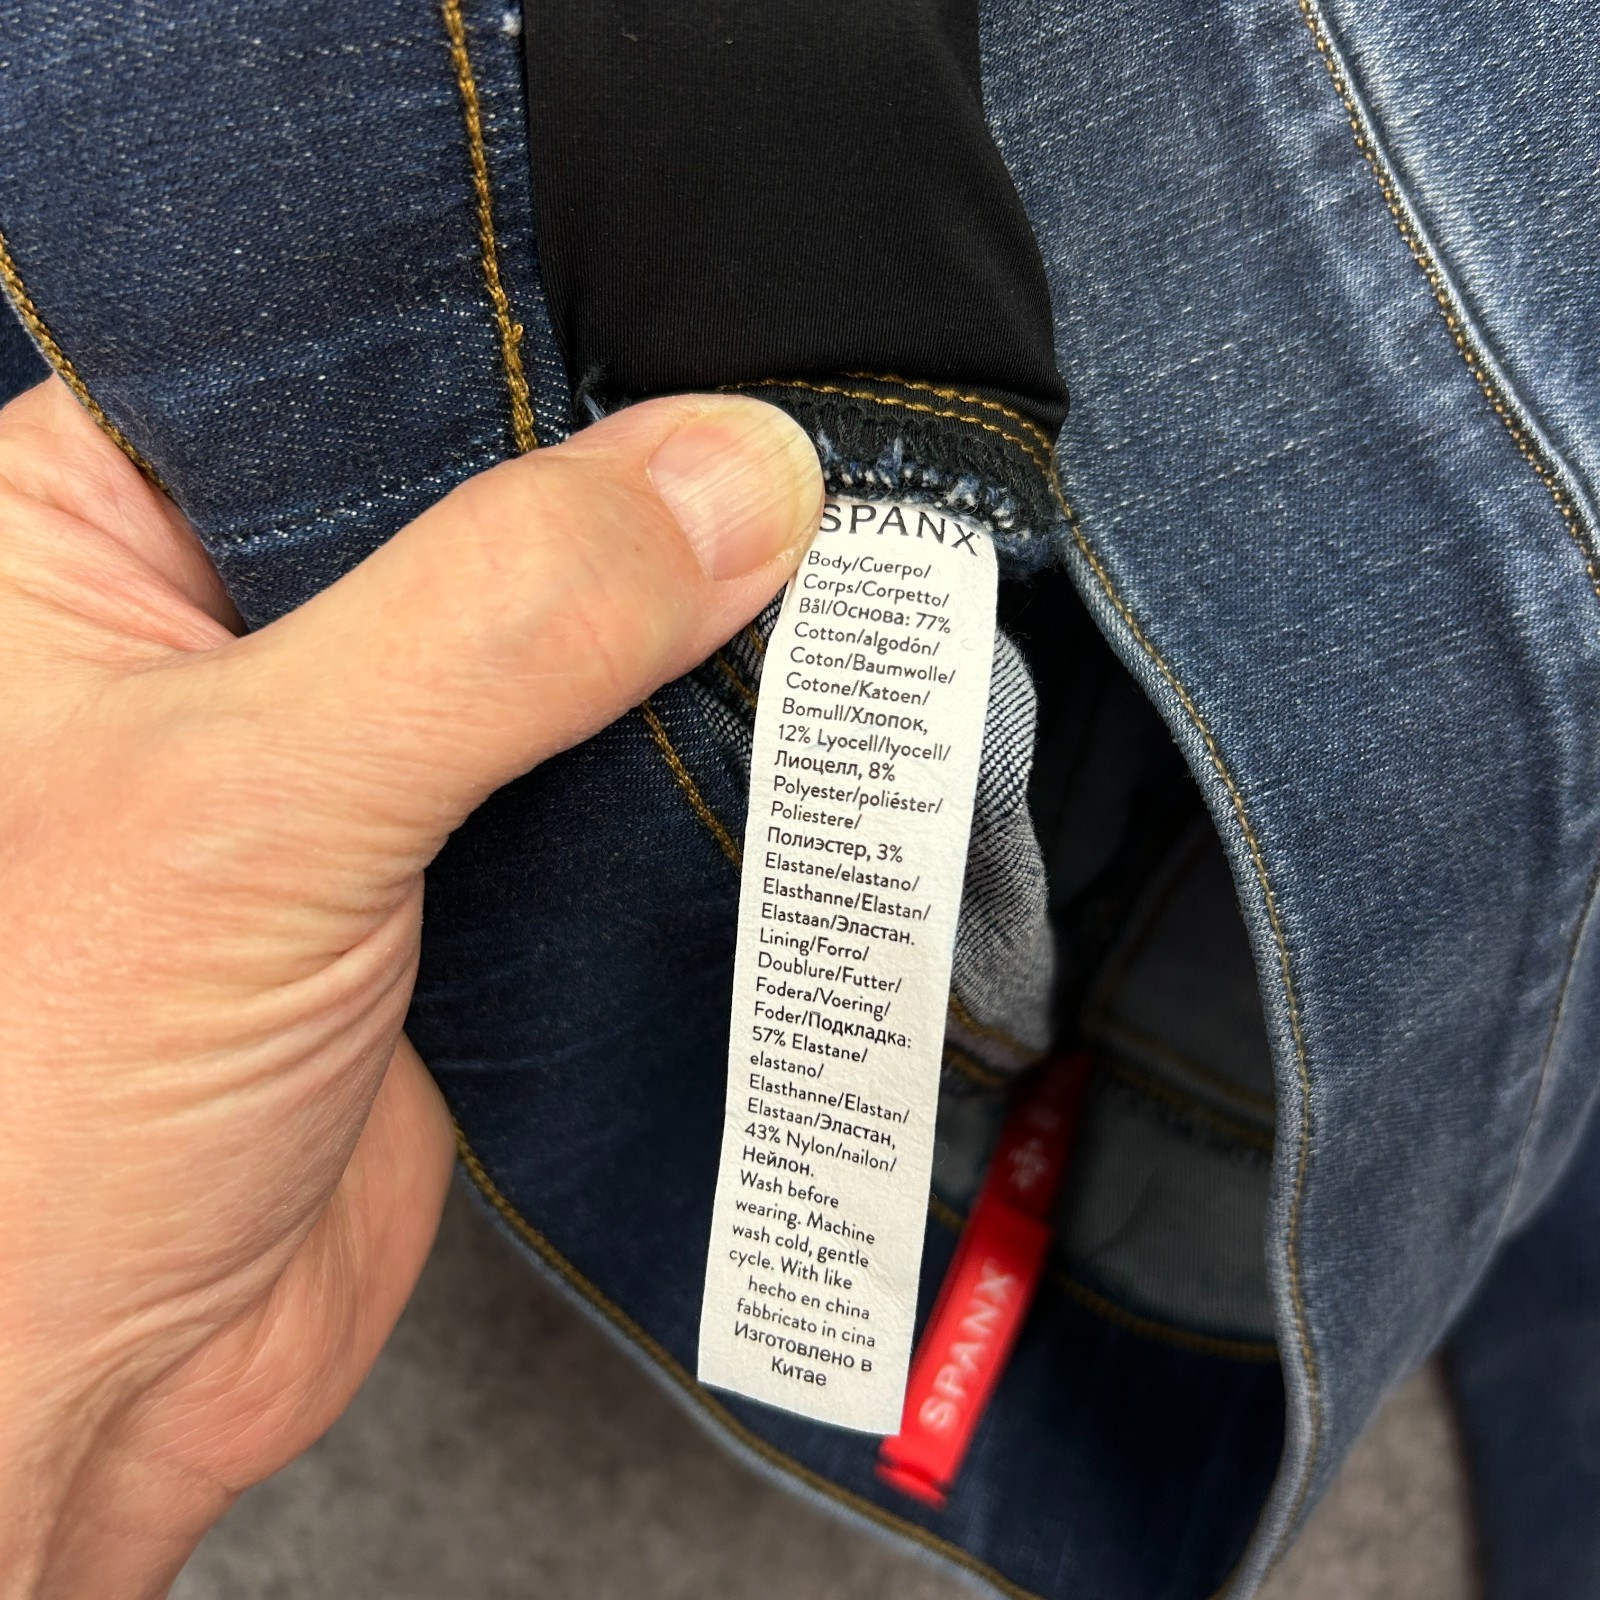 SPANX
Body/Cuerpo/
Corps/Corpetto/
Bål/Основа: 77%
Cotton/algodón/
Coton/Baumwolle/
Cotone/Katoen/
Bomull/Хлопок,
12% Lyocell/lyocell/
Лиоцелл, 8%
Polyester/poliéster/
Poliestere/
Полиэстер, 3%
Elastane/elastano/
Elasthanne/Elastan/
Elastaan/Эластан.
Lining/Forro/
Doublure/Futter/
Fodera/Voering/
Foder/Подкладка:
57% Elastane/
elastano/
Elasthanne/Elastan/
Elastaan/Эластан,
43% Nylon/nailon/
Нейлон.
Wash before
wearing. Machine
wash cold, gentle
cycle. With like
hecho en china
fabbricato in cina
Изготовлено в
Китае
SPANX